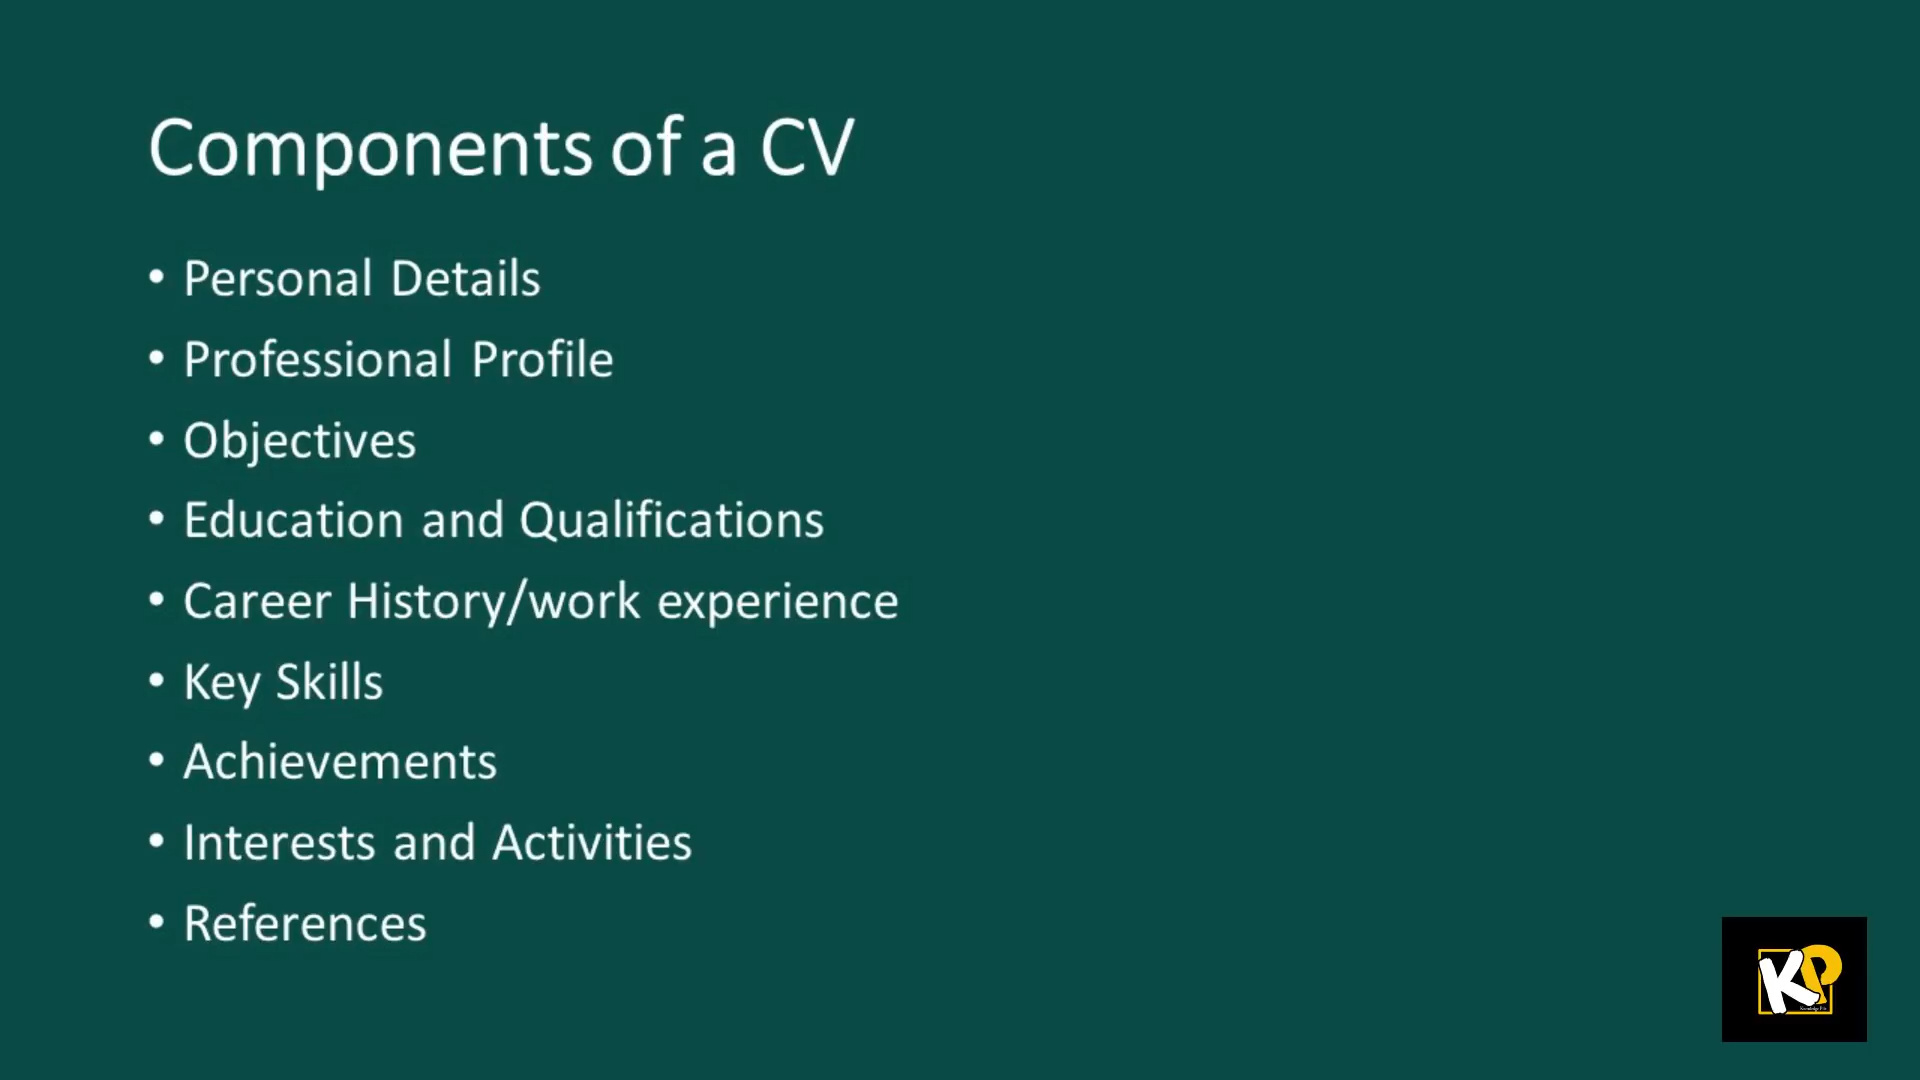 Components of a CV
• Personal Details
• Professional Profile
• Objectives
• Education and Qualifications
• Career History/work experience
• Key Skills
• Achievements
• Interests and Activities
• References
KP